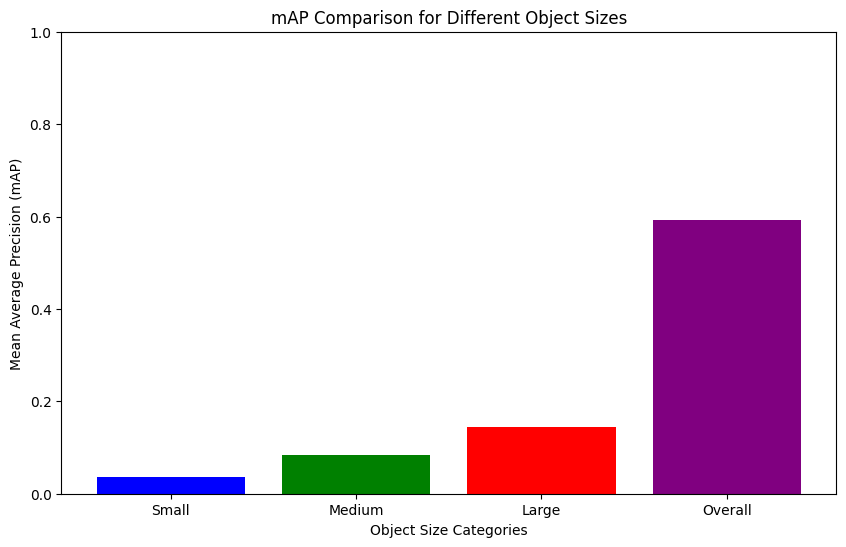 mAP Comparison for Different Object Sizes
Mean Average Precision (mAP)
1.0
0.8
0.6
0.4
0.2
0.0
Small Medium Large Overall
Object Size Categories